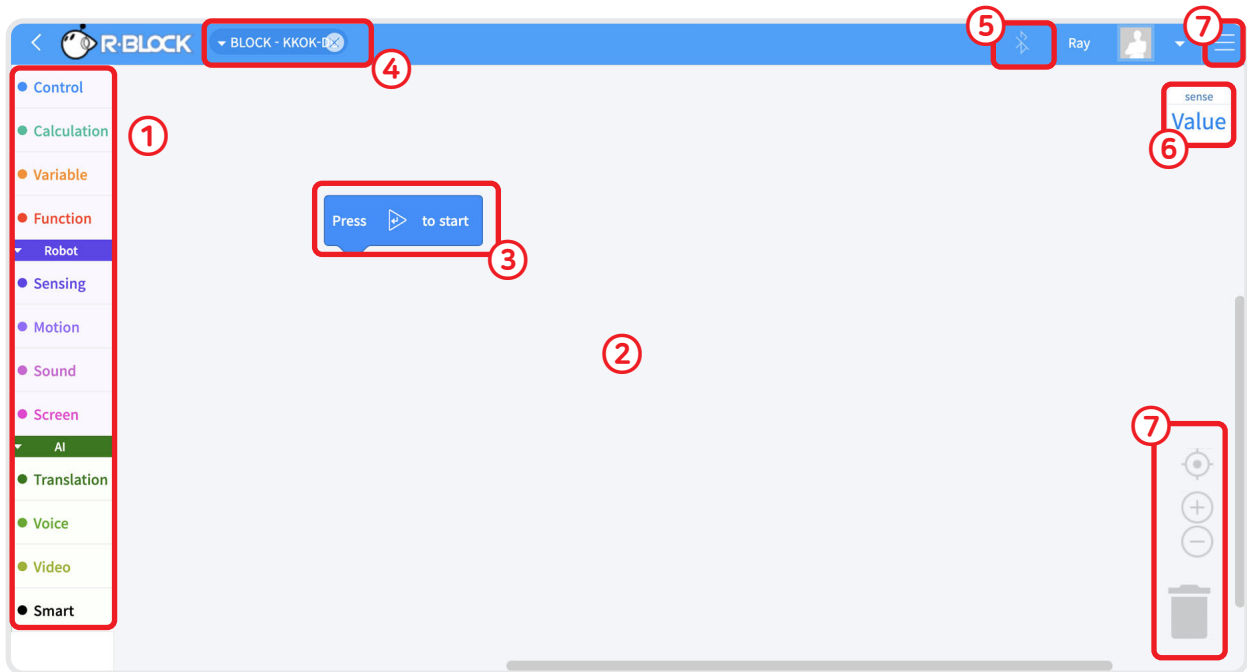 R-BLOCK
BLOCK - KKOK-D
④
⑤
Ray
⑦
Control
Calculation
Variable
Function
Robot
Sensing
Motion
Sound
Screen
AI
Translation
Voice
Video
Smart
①
Press to start
③
②
sense
Value
⑥
⑦